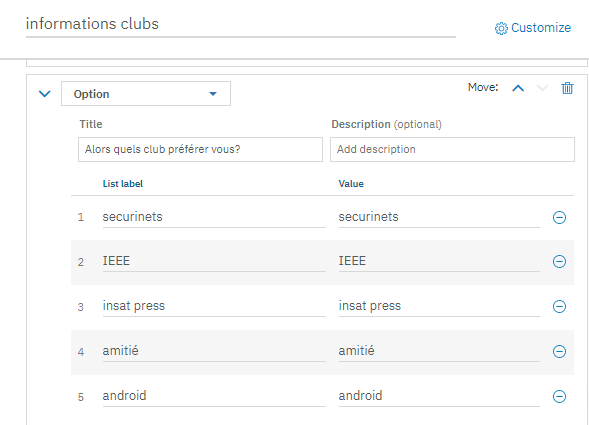 informations clubs
Customize
Option
Move:
Title
Description (optional)
Alors quels club préférer vous?
Add description
List label
Value
1 securinets securinets
2 IEEE IEEE
3 insat press insat press
4 amitié amitié
5 android android